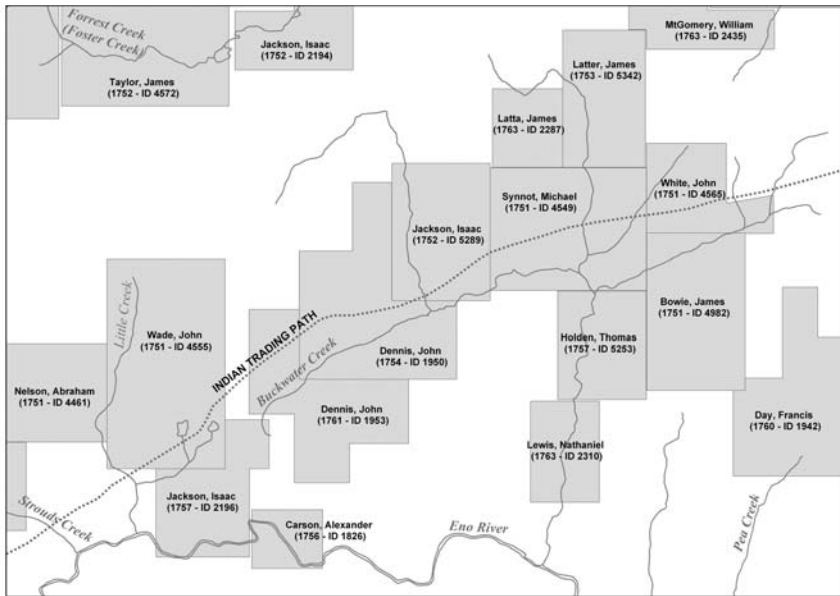 Forrest Creek
(Foster Creek)
Taylor, James
(1752 - ID 4572)
Jackson, Isaac
(1752 - ID 2194)
MtGomery, William
(1763 - ID 2435)
Latter, James
(1753 - ID 5342)
Latta, James
(1763 - ID 2287)
White, John
(1751 - ID 4565)
Synnot, Michael
(1751 - ID 4549)
Jackson, Isaac
(1752 - ID 5289)
Bowie, James
(1751 - ID 4982)
Little Creek
Wade, John
(1751 - ID 4555)
INDIAN TRADING PATH
Buckwater Creek
Dennis, John
(1754 - ID 1950)
Holden, Thomas
(1757 - ID 5253)
Nelson, Abraham
(1751 - ID 4461)
Dennis, John
(1761 - ID 1953)
Day, Francis
(1760 - ID 1942)
Lewis, Nathaniel
(1763 - ID 2310)
Jackson, Isaac
(1757 - ID 2196)
Strouds Creek
Carson, Alexander
(1756 - ID 1826)
Eno River
Pea Creek